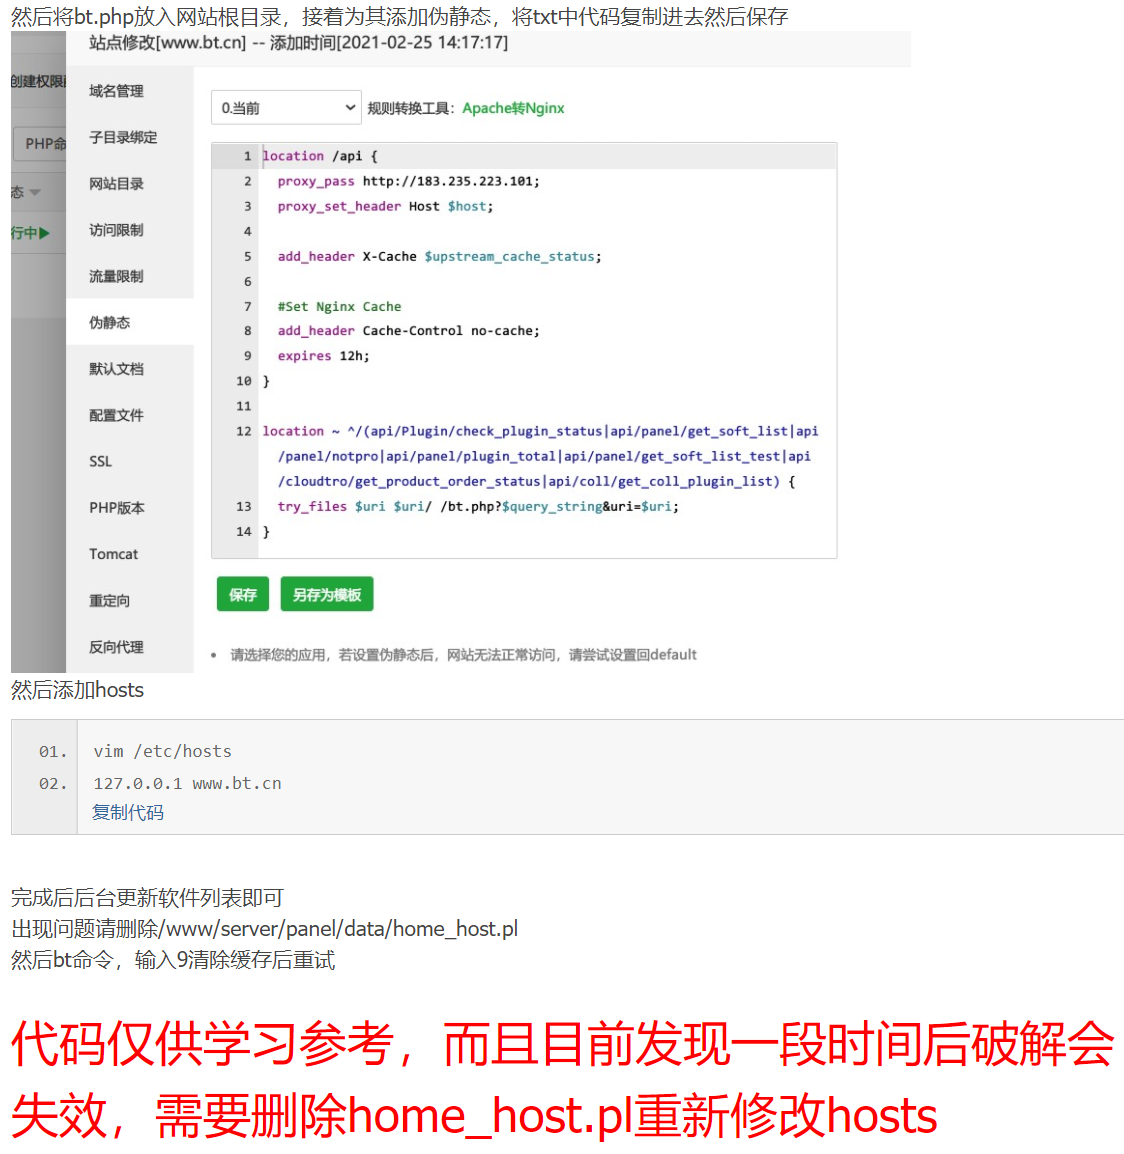 然后将bt.php放入网站根目录，接着为其添加伪静态，将txt中代码复制进去然后保存
站点修改[www.bt.cn] -- 添加时间[2021-02-25 14:17:17]
创建权限
域名管理
0.当前
规则转换工具：Apache转Nginx
PHP命
子目录绑定
态
网站目录
行中
访问限制
流量限制
伪静态
默认文档
配置文件
SSL
PHP版本
Tomcat
重定向
反向代理
1 location /api {
2 proxy_pass http://183.235.223.101;
3 proxy_set_header Host $host;
4
5 add_header X-Cache $upstream_cache_status;
6
7 #Set Nginx Cache
8 add_header Cache-Control no-cache;
9 expires 12h;
10 }
11
12 location ~ ^/(api/Plugin/check_plugin_status|api/panel/get_soft_list|api
/panel/notpro|api/panel/plugin_total|api/panel/get_soft_list_test|api
/cloudtro/get_product_order_status|api/coll/get_coll_plugin_list) {
13 try_files $uri $uri/ /bt.php?$query_string&uri=$uri;
14 }
保存 另存为模板
• 请选择您的应用，若设置伪静态后，网站无法正常访问，请尝试设置回default
然后添加hosts
01. vim /etc/hosts
02. 127.0.0.1 www.bt.cn
复制代码
完成后后台更新软件列表即可
出现问题请删除/www/server/panel/data/home_host.pl
然后bt命令，输入9清除缓存后重试
代码仅供学习参考，而且目前发现一段时间后破解会
失效，需要删除home_host.pl重新修改hosts